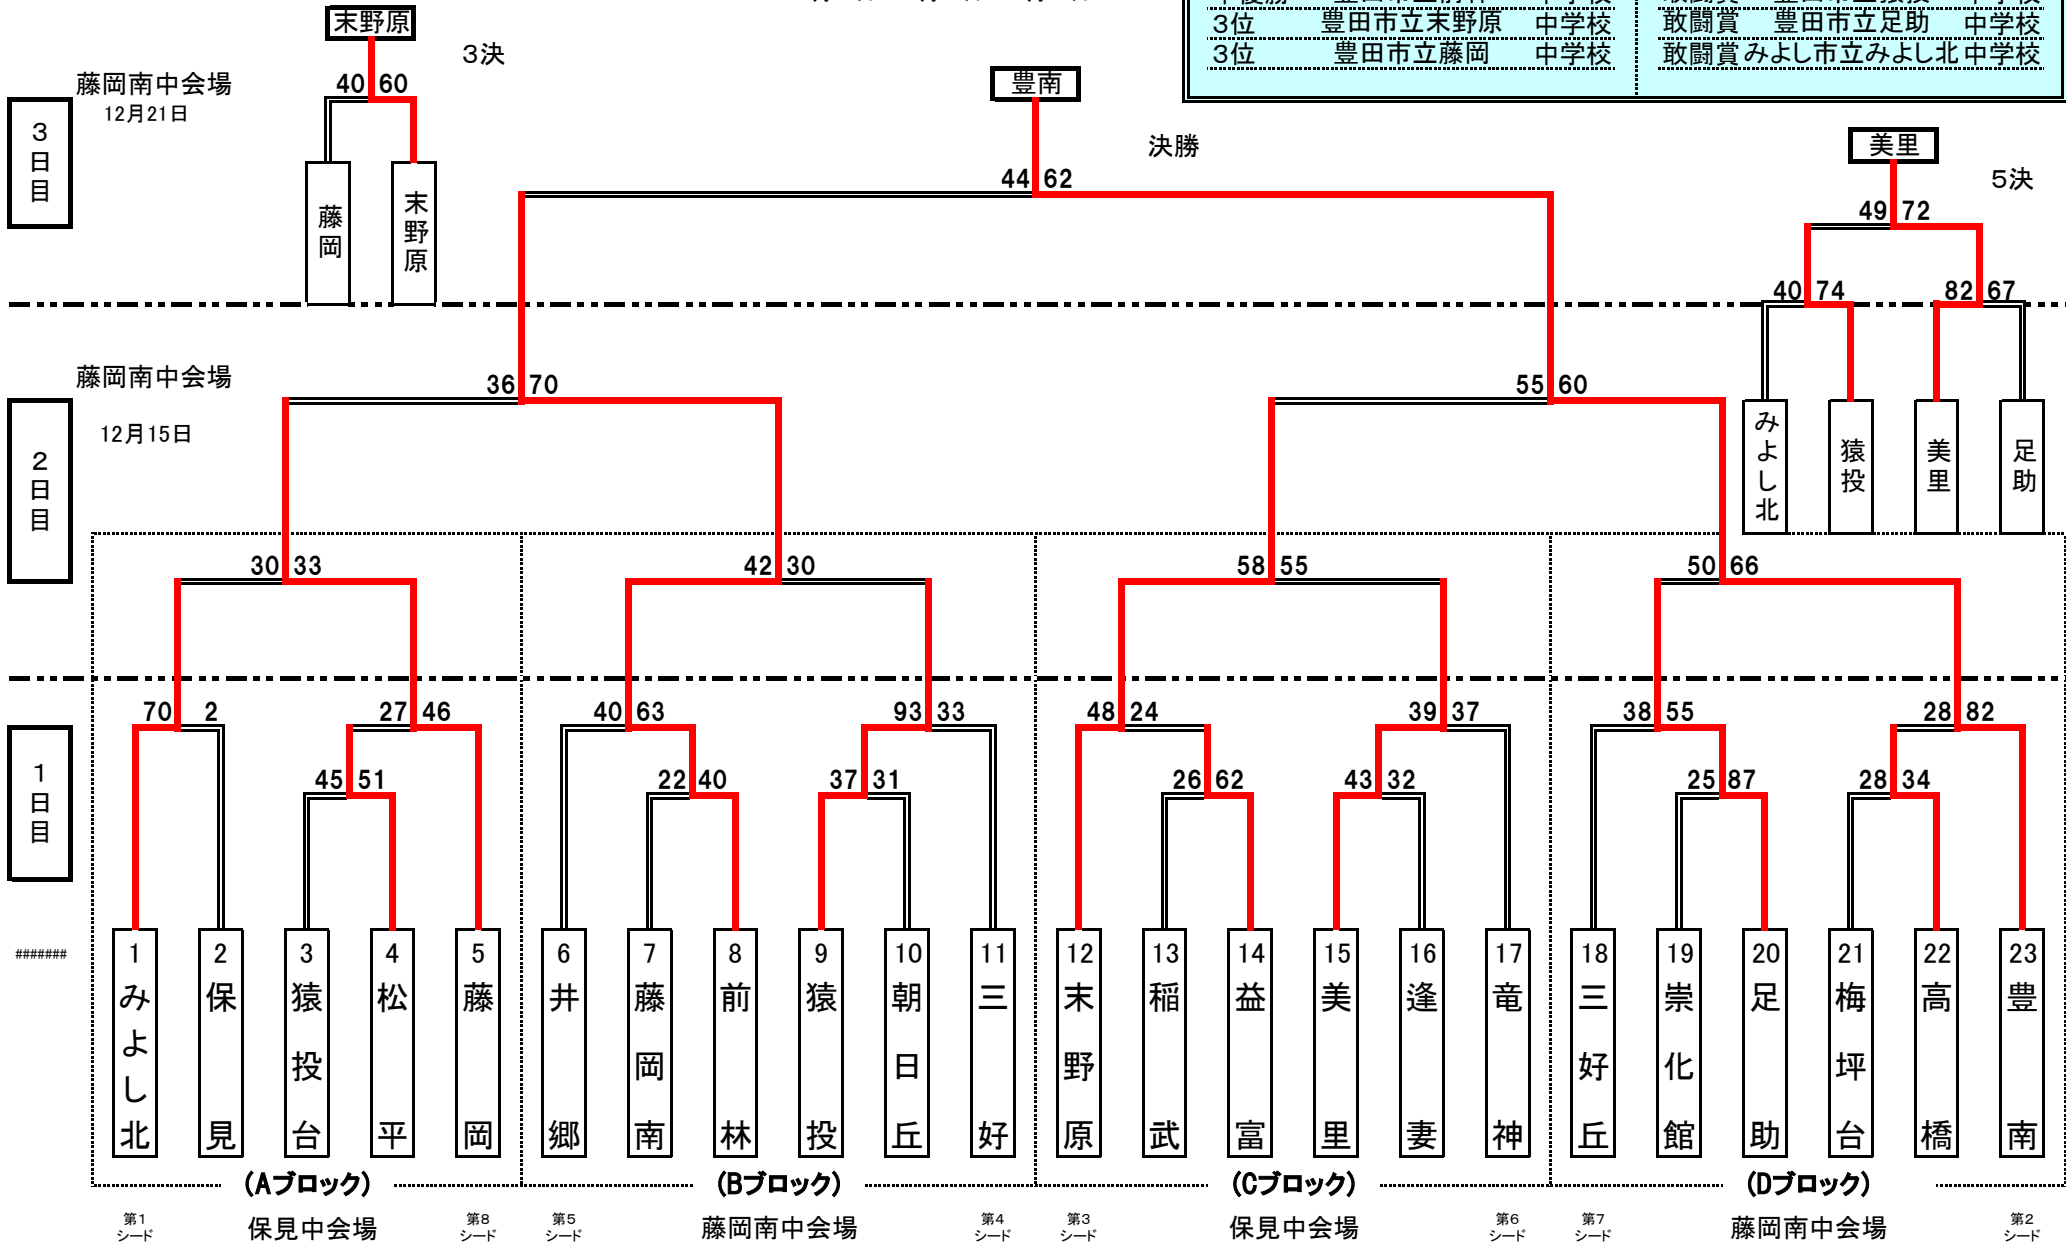 3位 豊田市立末野原 中学校 敢闘賞 豊田市立足助 中学校
3位 豊田市立藤岡 中学校 敢闘賞 みよし市立みよし北 中学校
末野原 3決
豊南
藤岡南中会場 40 60
12月21日
3日目
決勝
美里
5決
44 62
藤岡 末野原
49 72
40 74 82 67
藤岡南中会場
36 70 55 60
12月15日
2日目
みよし北 猿投 美里 足助
30 33 42 30 58 55 50 66
70 2 27 46 40 63 93 33 48 24 39 37 38 55 28 82
1日目
45 51 22 40 37 31 26 62 43 32 25 87 28 34
#######
1 みよし北
2 保見
3 猿投台
4 松平
5 藤岡
6 井郷
7 藤岡南
8 前林
9 猿投
10 朝日丘
11 三好
12 末野原
13 稲武
14 益富
15 美里
16 逢妻
17 竜神
18 三好丘
19 崇化館
20 足助
21 梅坪台
22 高橋
23 豊南
(Aブロック) (Bブロック) (Cブロック) (Dブロック)
第1シード 保見中会場 第8シード 第5シード 藤岡南中会場 第4シード 第3シード 保見中会場 第6シード 第7シード 藤岡南中会場 第2シード